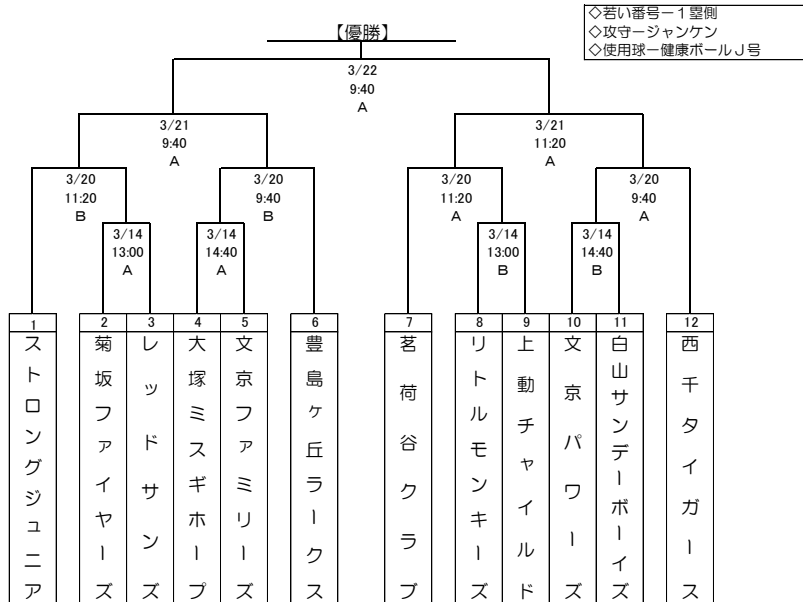 ◇若い番号ー１塁側
◇攻守ージャンケン
◇使用球ー健康ボールＪ号
【優勝】
3/22
9:40
A
3/21
9:40
A
3/21
11:20
A
3/20
11:20
B
3/20
9:40
B
3/20
11:20
A
3/20
9:40
A
3/14
13:00
A
3/14
14:40
A
3/14
13:00
B
3/14
14:40
B
1
ストロングジュニア
2
菊坂ファイヤーズ
3
レッドサンズ
4
大塚ミスギホープ
5
文京ファミリーズ
6
豊島ヶ丘ラークス
7
茗荷谷クラブ
8
リトルモンキーズ
9
上動チャイルド
10
文京パワーズ
11
白山サンデーボーイズ
12
西千タイガース